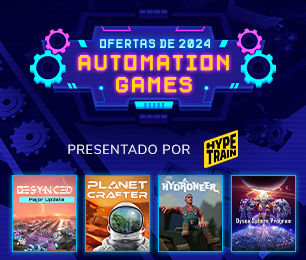 OFERTAS DE 2024
AUTOMATION
GAMES
PRESENTADO POR
HYPE
TRAIN
DESYNCED
Major Update
PLANET
CRAFTER
HYDRONEER
Dyson Sphere Program